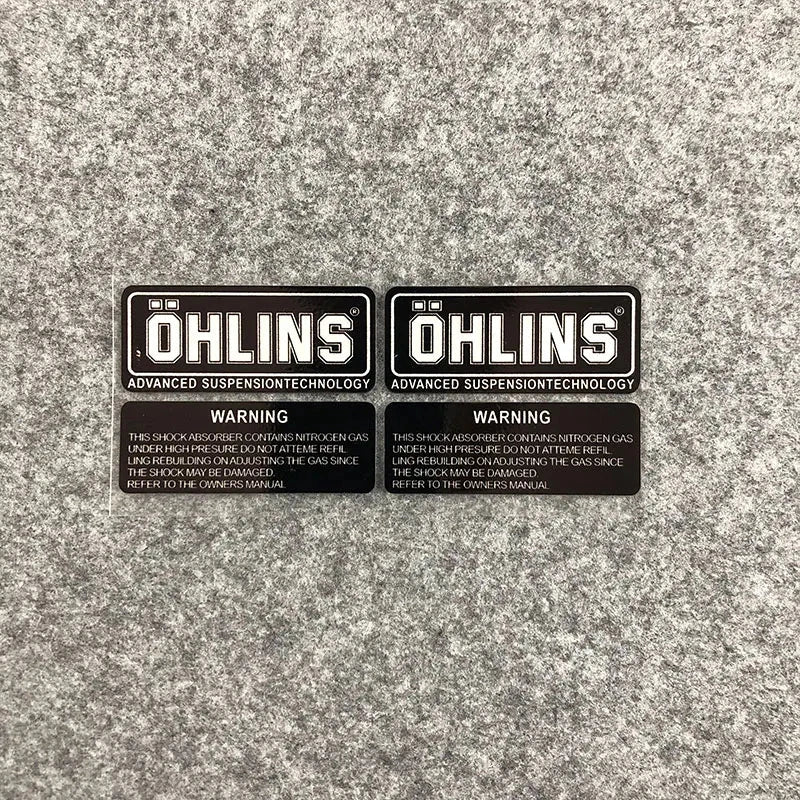 ÖHLINS®
ADVANCED SUSPENSIONTECHNOLOGY
WARNING
THIS SHOCK ABSORBER CONTAINS NITROGEN GAS
UNDER HIGH PRESURE DO NOT ATTEME REFIL
LING REBUILDING ON ADJUSTING THE GAS SINCE
THE SHOCK MAY BE DAMAGED.
REFER TO THE OWNERS MANUAL
ÖHLINS®
ADVANCED SUSPENSIONTECHNOLOGY
WARNING
THIS SHOCK ABSORBER CONTAINS NITROGEN GAS
UNDER HIGH PRESURE DO NOT ATTEME REFIL
LING REBUILDING ON ADJUSTING THE GAS SINCE
THE SHOCK MAY BE DAMAGED.
REFER TO THE OWNERS MANUAL